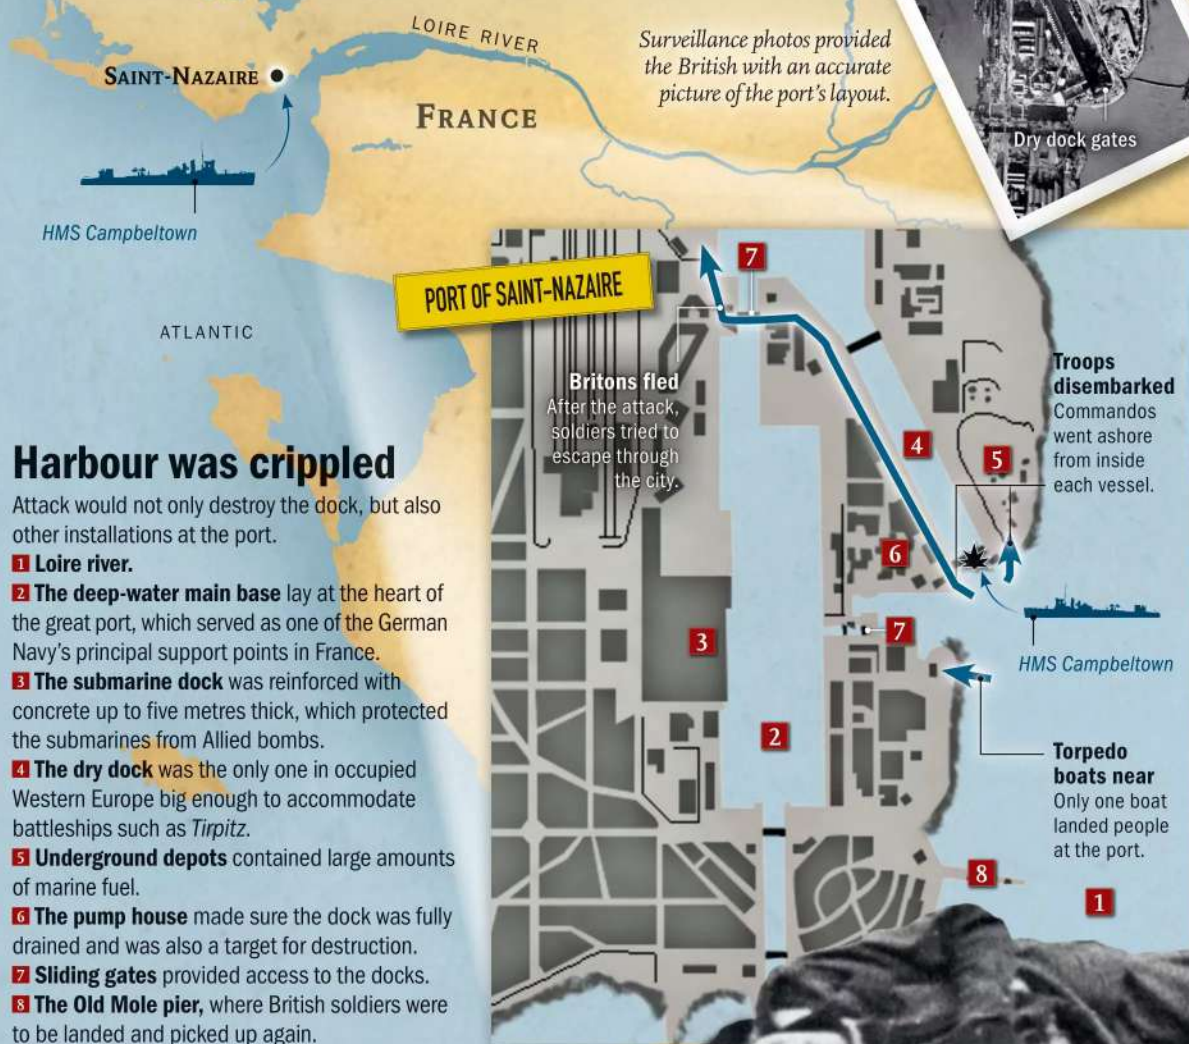 LOIRE RIVER
SAINT-NAZAIRE
FRANCE
Surveillance photos provided
the British with an accurate
picture of the port's layout.
Dry dock gates
HMS Campbeltown
ATLANTIC
PORT OF SAINT-NAZAIRE
7
Britons fled
After the attack,
soldiers tried to
escape through
the city.
Troops
disembarked
Commandos
went ashore
from inside
each vessel.
4
5
6
7
3
HMS Campbeltown
2
Torpedo
boats near
Only one boat
landed people
at the port.
8
1
Harbour was crippled
Attack would not only destroy the dock, but also
other installations at the port.
1 Loire river.
2 The deep-water main base lay at the heart of
the great port, which served as one of the German
Navy's principal support points in France.
3 The submarine dock was reinforced with
concrete up to five metres thick, which protected
the submarines from Allied bombs.
4 The dry dock was the only one in occupied
Western Europe big enough to accommodate
battleships such as Tirpitz.
5 Underground depots contained large amounts
of marine fuel.
6 The pump house made sure the dock was fully
drained and was also a target for destruction.
7 Sliding gates provided access to the docks.
8 The Old Mole pier, where British soldiers were
to be landed and picked up again.